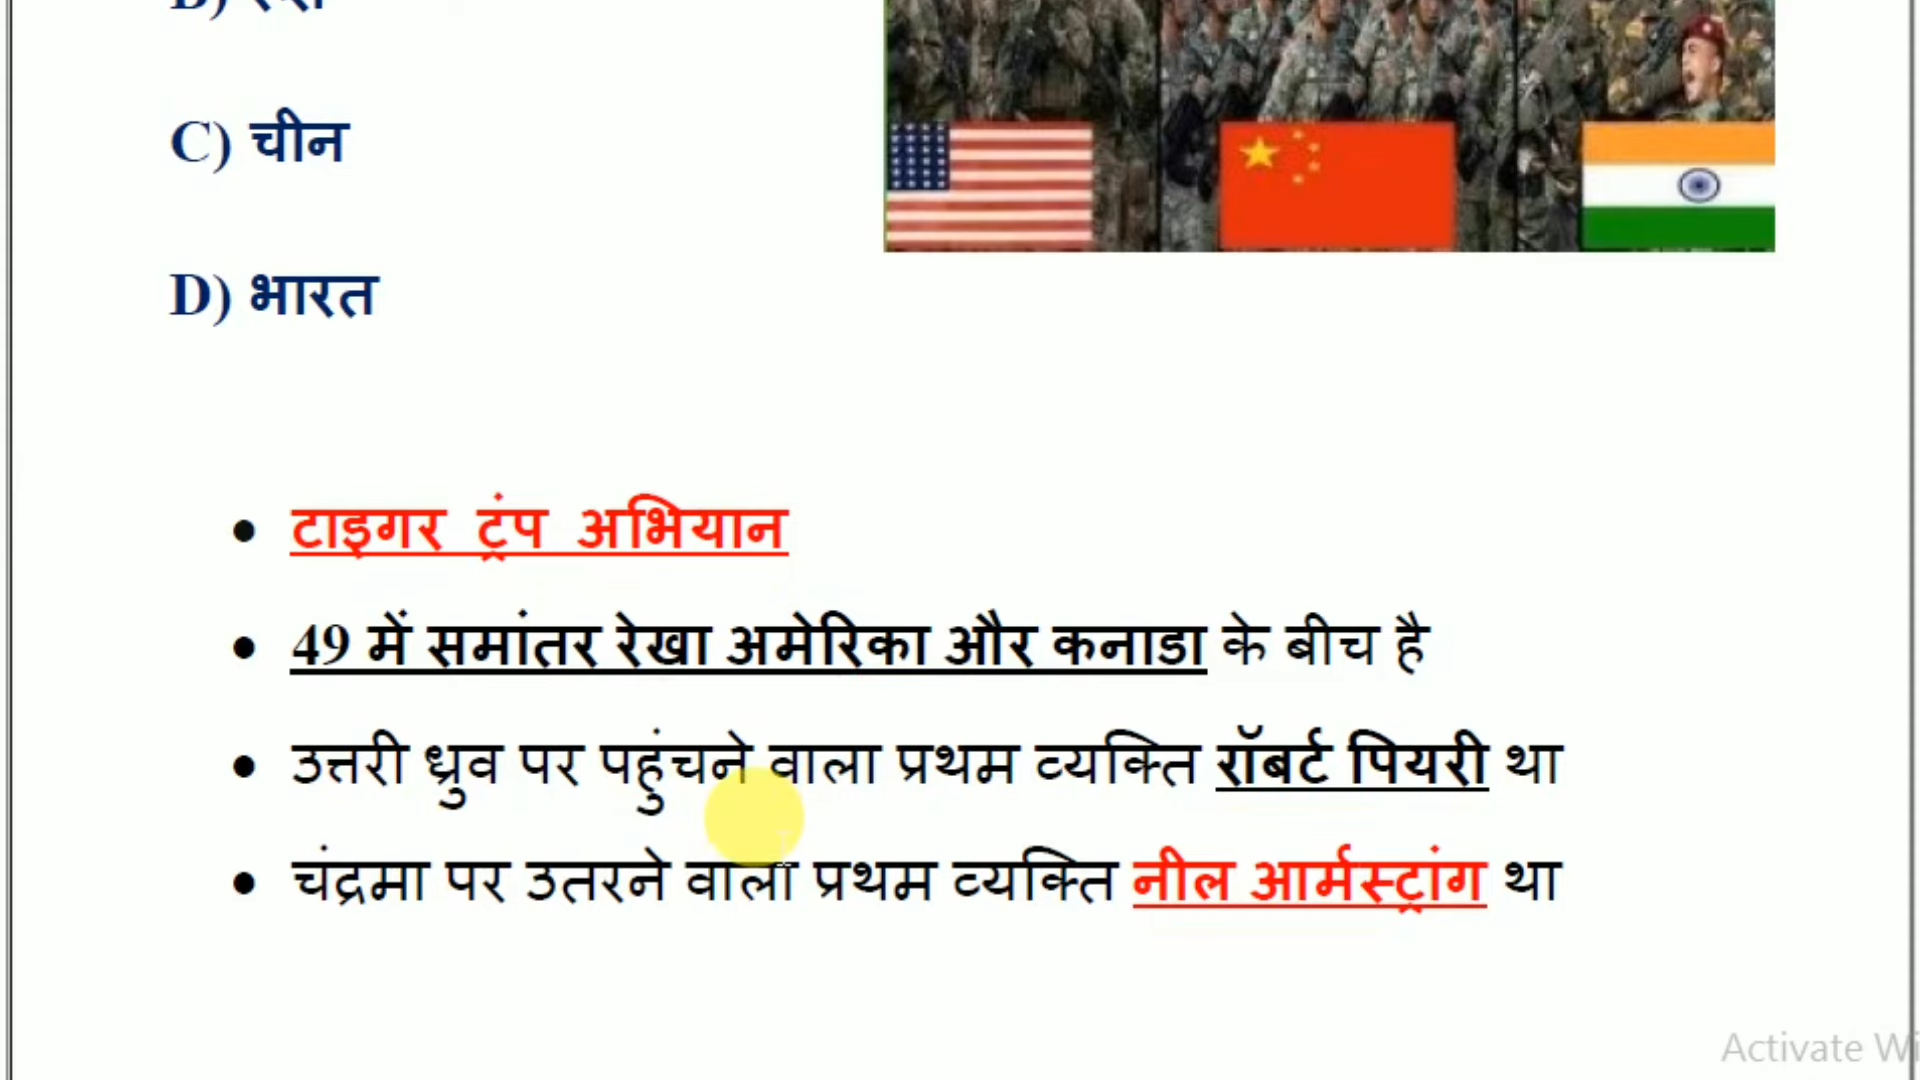 C) चीन
D) भारत
• टाइगर ट्रंप अभियान
• 49 में समांतर रेखा अमेरिका और कनाडा के बीच है
• उत्तरी ध्रुव पर पहुंचने वाला प्रथम व्यक्ति रॉबर्ट पियरी था
• चंद्रमा पर उतरने वाला प्रथम व्यक्ति नील आर्मस्ट्रांग था
Activate